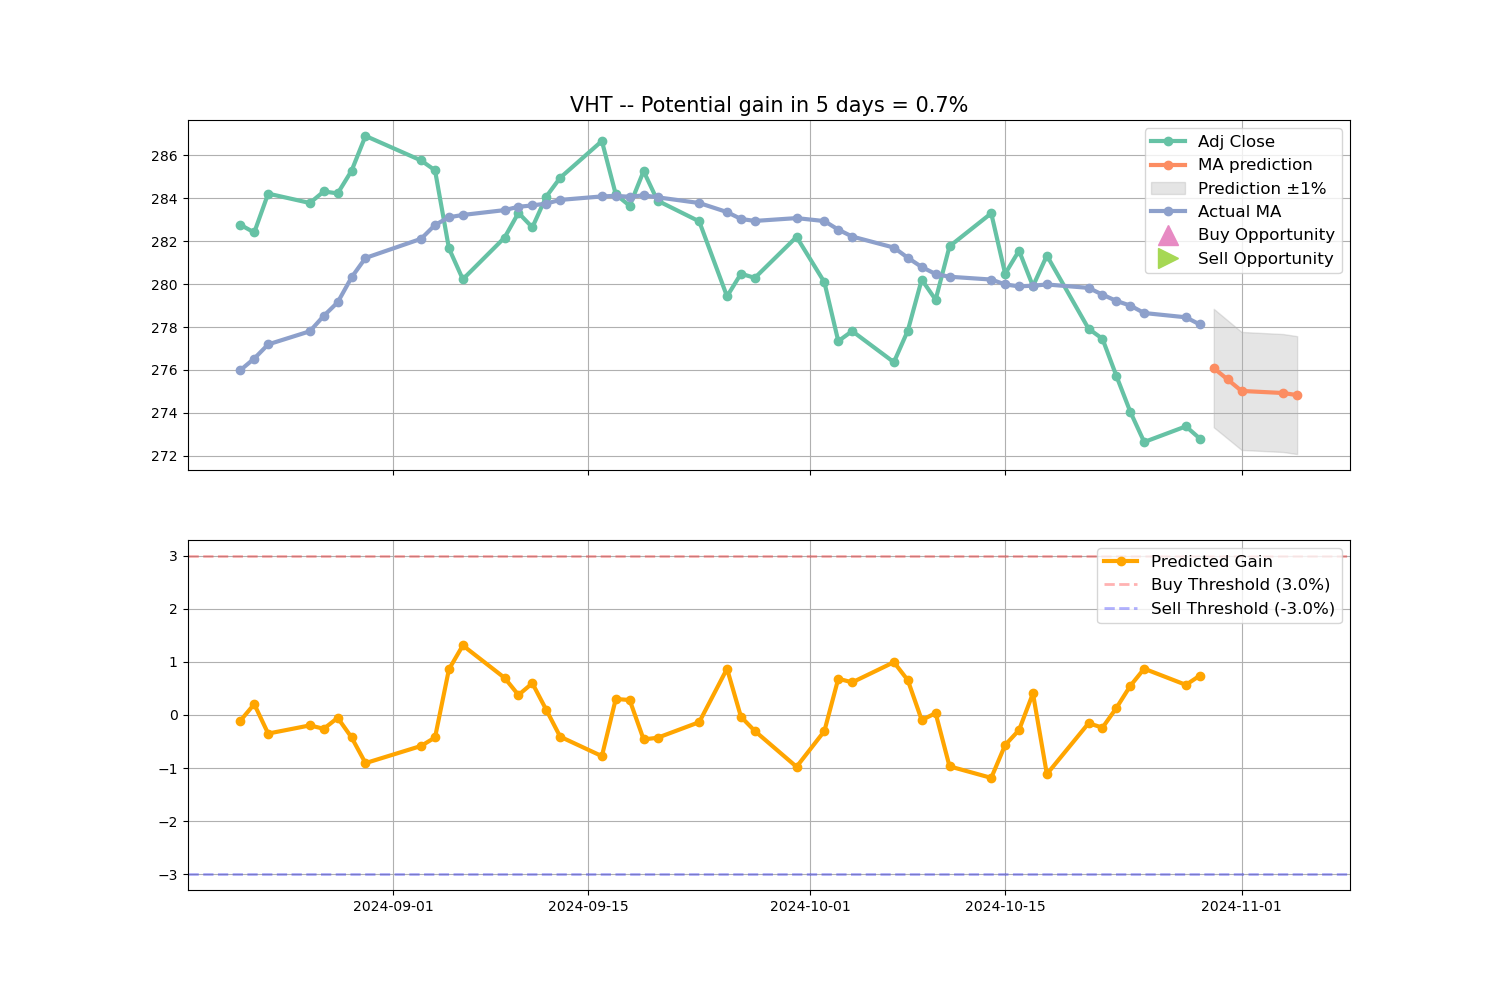 VHT -- Potential gain in 5 days = 0.7%
286
284
282
280
278
276
274
272
Adj Close
MA prediction
Prediction ±1%
Actual MA
Buy Opportunity
Sell Opportunity
3
2
1
0
−1
−2
−3
Predicted Gain
Buy Threshold (3.0%)
Sell Threshold (-3.0%)
2024-09-01
2024-09-15
2024-10-01
2024-10-15
2024-11-01